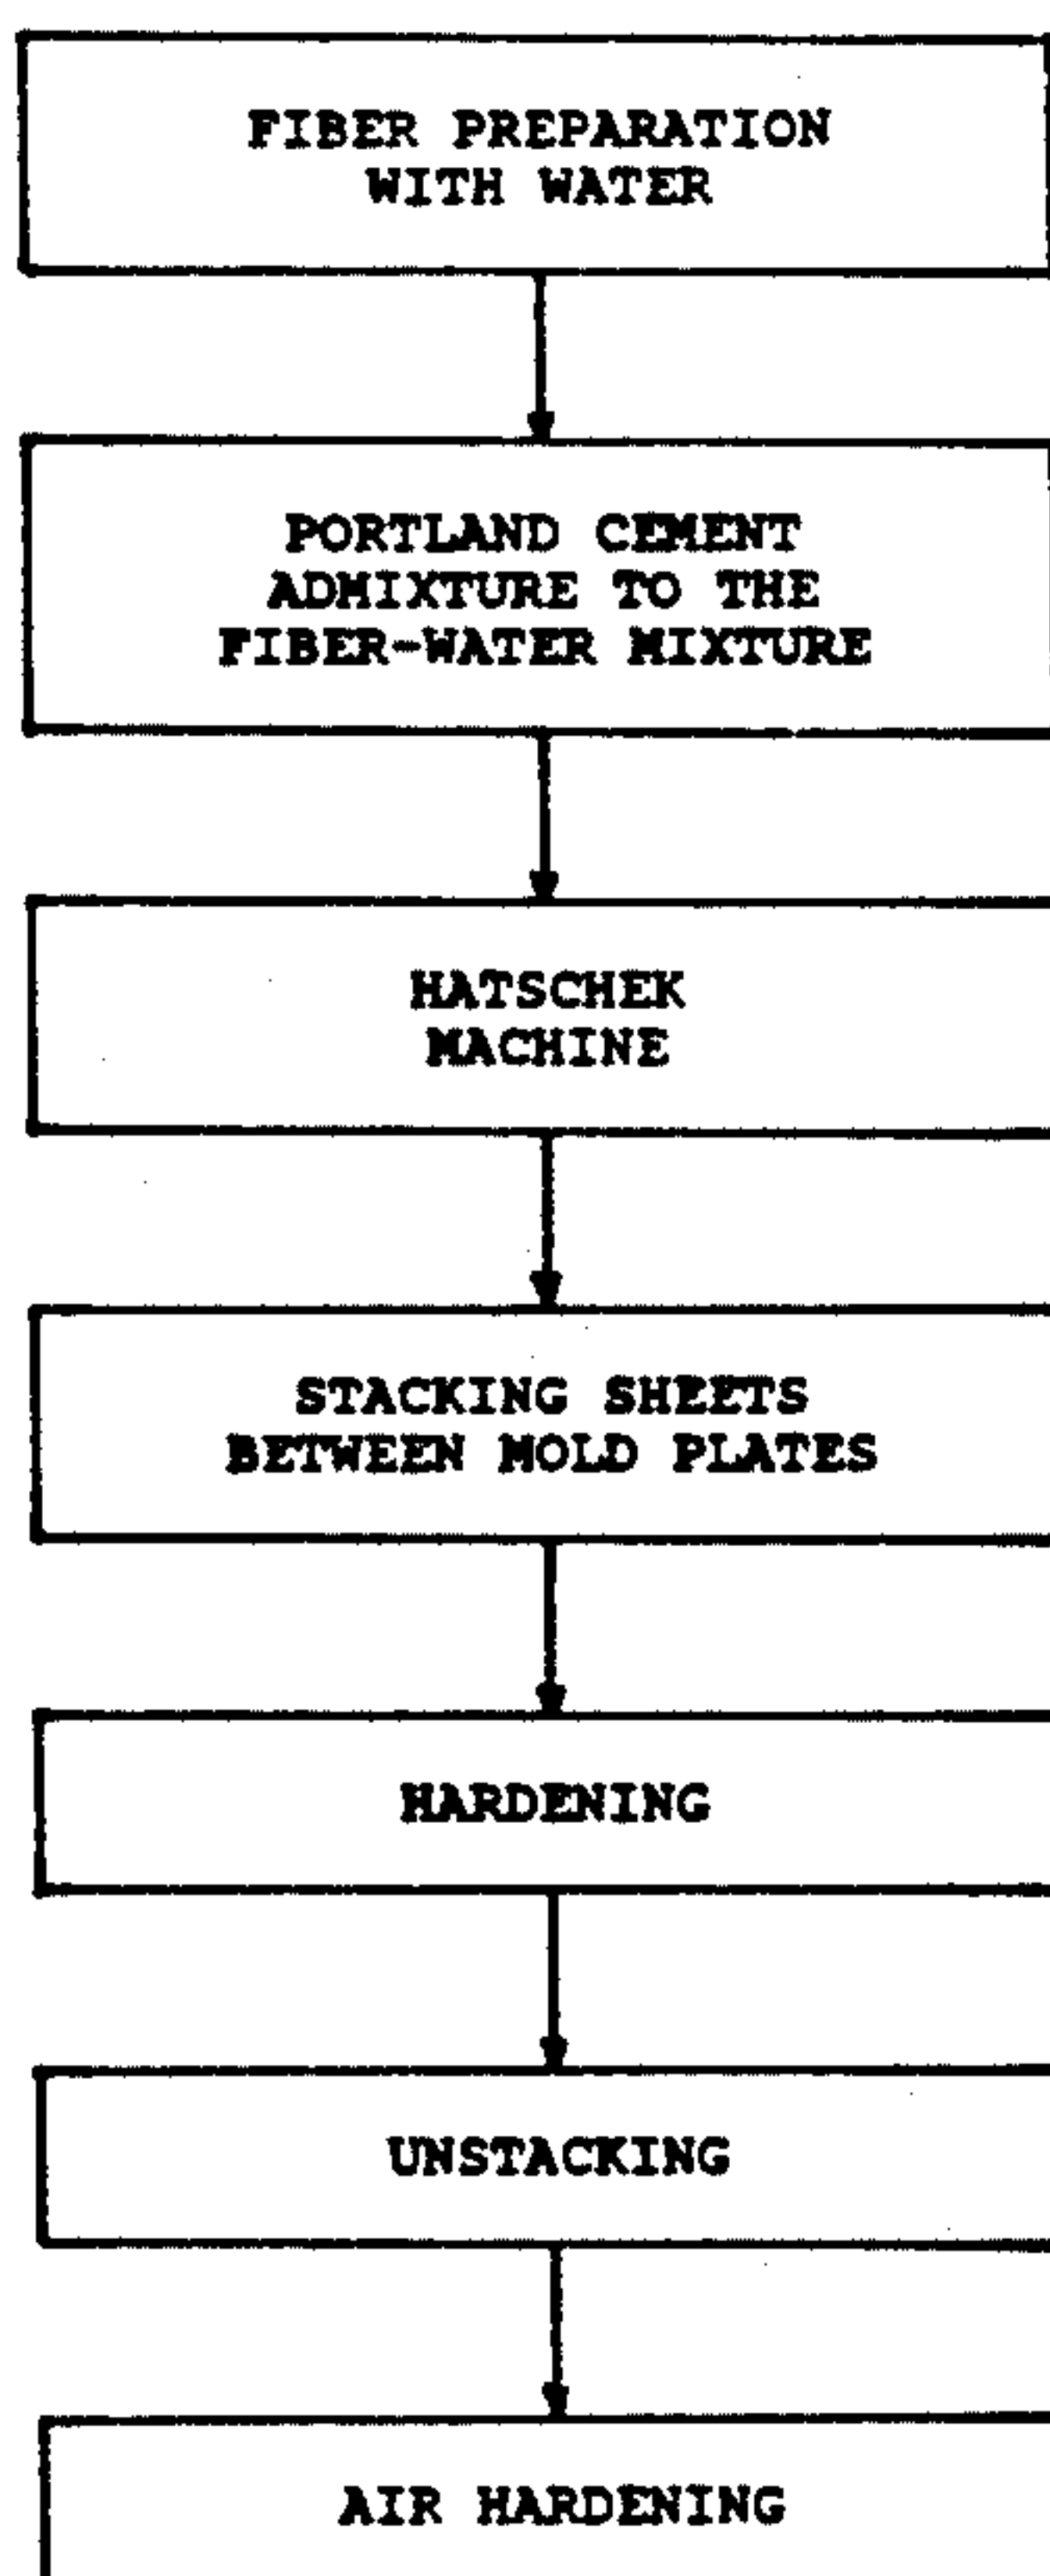 FIBER PREPARATION
WITH WATER
PORTLAND CEMENT
ADMIXTURE TO THE
FIBER-WATER MIXTURE
HATSCHEK
MACHINE
STACKING SHEETS
BETWEEN MOLD PLATES
HARDENING
UNSTACKING
AIR HARDENING